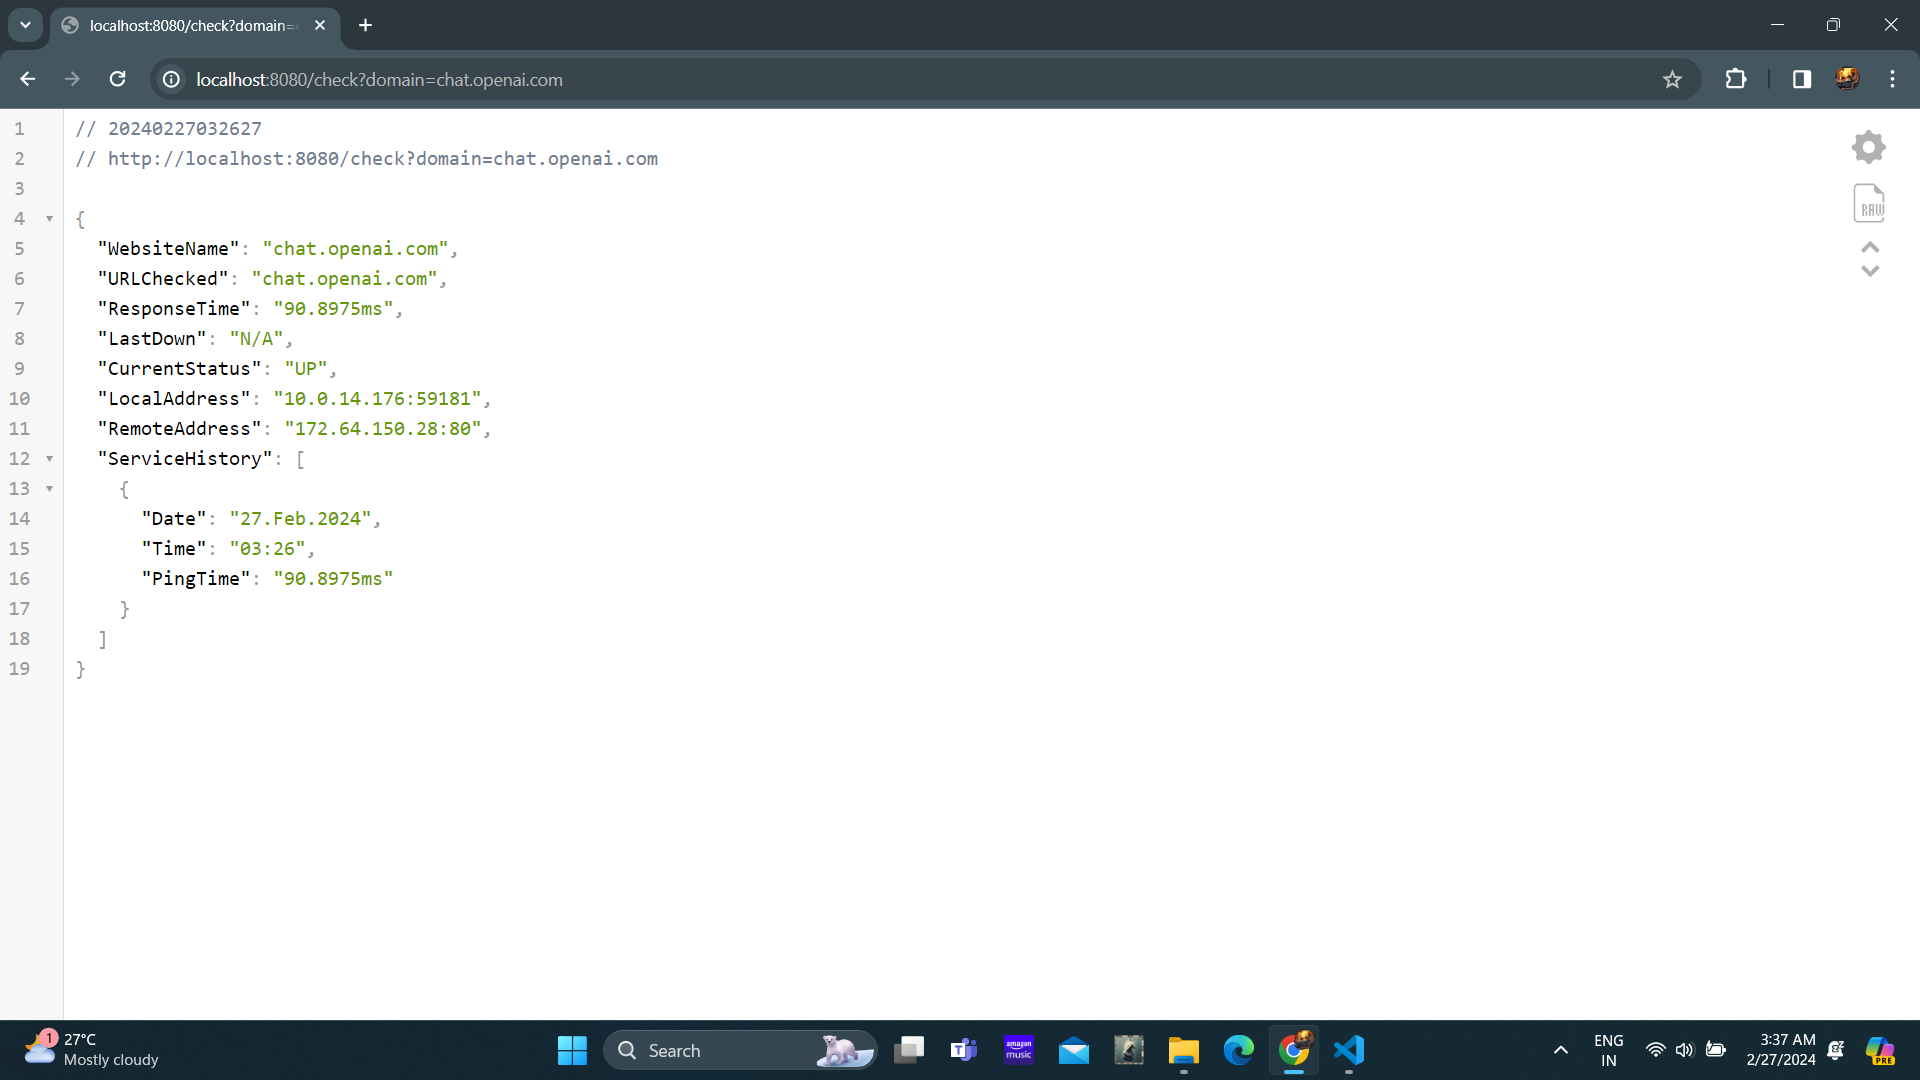 localhost:8080/check?domain=
localhost:8080/check?domain=chat.openai.com
1 // 20240227032627
2 // http://localhost:8080/check?domain=chat.openai.com
3
4 {
5 "WebsiteName": "chat.openai.com",
6 "URLChecked": "chat.openai.com",
7 "ResponseTime": "90.8975ms",
8 "LastDown": "N/A",
9 "CurrentStatus": "UP",
10 "LocalAddress": "10.0.14.176:59181",
11 "RemoteAddress": "172.64.150.28:80",
12 "ServiceHistory": [
13 {
14 "Date": "27.Feb.2024",
15 "Time": "03:26",
16 "PingTime": "90.8975ms"
17 }
18 ]
19 }
RAW
1
27°C
Mostly cloudy
Search
amazon
music
ENG
IN
3:37 AM
2/27/2024
PRE